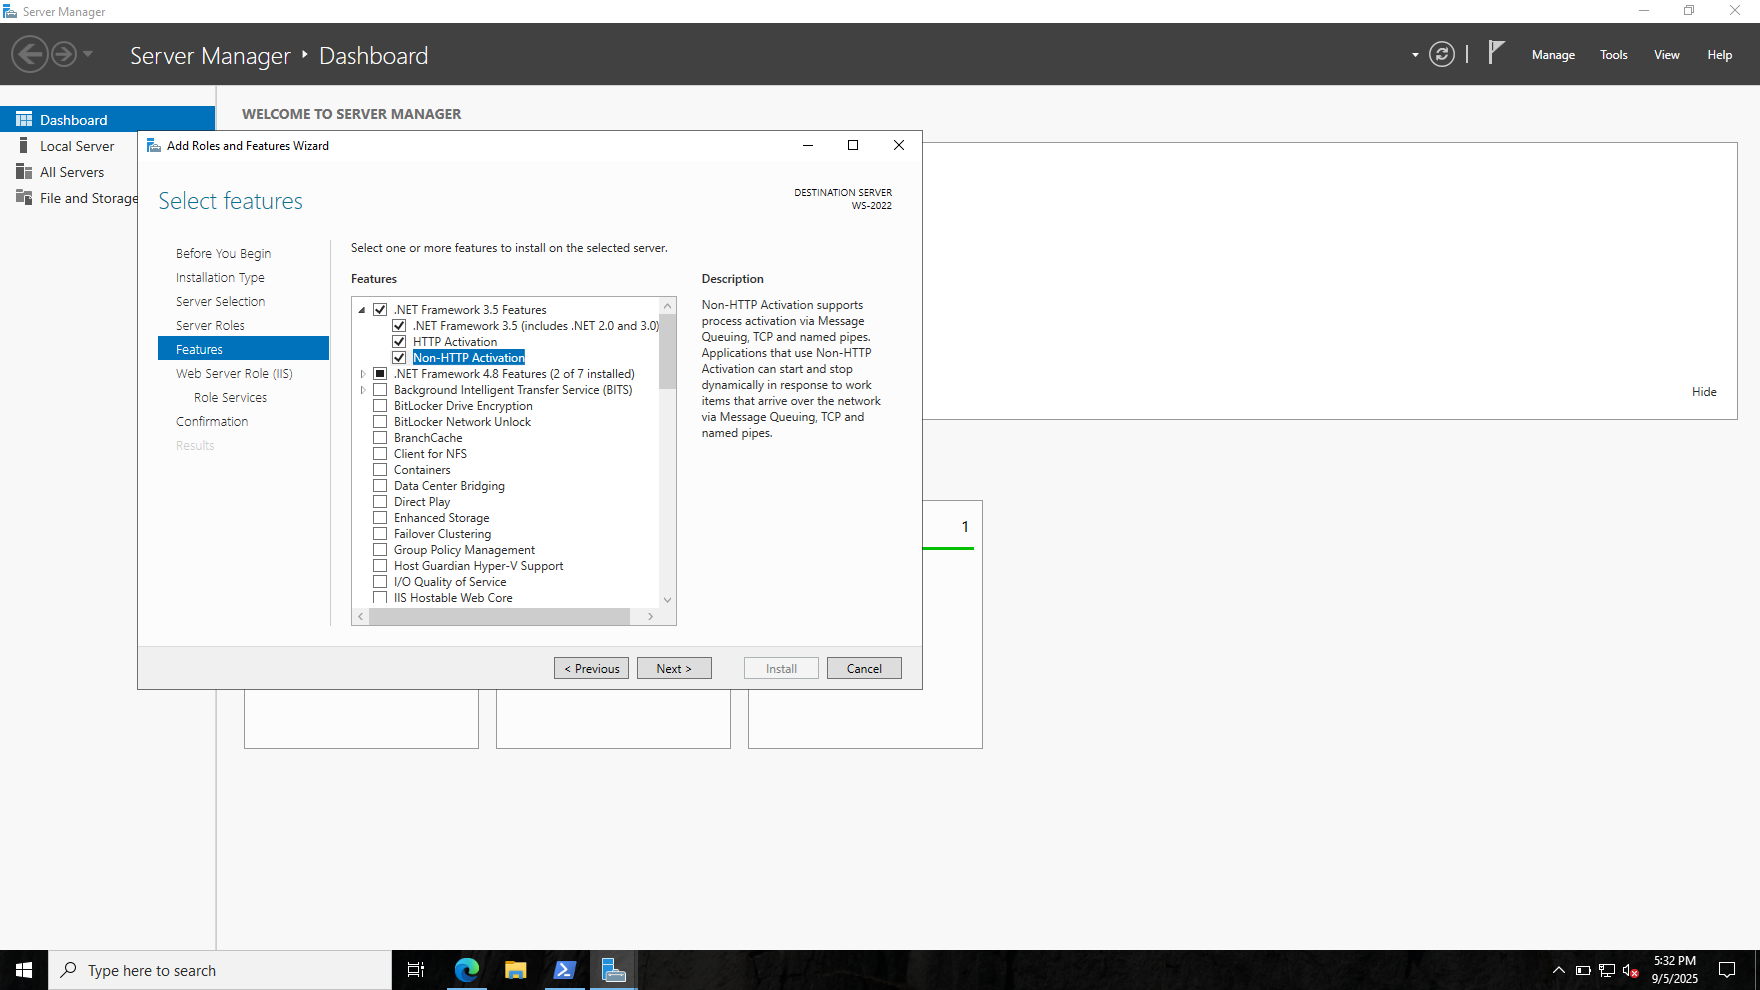 Server Manager
Server Manager ‣ Dashboard
Manage
Tools
View
Help
Dashboard
Local Server
All Servers
File and Storage
WELCOME TO SERVER MANAGER
Add Roles and Features Wizard
Select features
DESTINATION SERVER
WS-2022
Before You Begin
Installation Type
Server Selection
Server Roles
Features
Web Server Role (IIS)
Role Services
Confirmation
Results
Select one or more features to install on the selected server.
Features
.NET Framework 3.5 Features
.NET Framework 3.5 (includes .NET 2.0 and 3.0)
HTTP Activation
Non-HTTP Activation
.NET Framework 4.8 Features (2 of 7 installed)
Background Intelligent Transfer Service (BITS)
BitLocker Drive Encryption
BitLocker Network Unlock
BranchCache
Client for NFS
Containers
Data Center Bridging
Direct Play
Enhanced Storage
Failover Clustering
Group Policy Management
Host Guardian Hyper-V Support
I/O Quality of Service
IIS Hostable Web Core
Description
Non-HTTP Activation supports
process activation via Message
Queuing, TCP and named pipes.
Applications that use Non-HTTP
Activation can start and stop
dynamically in response to work
items that arrive over the network
via Message Queuing, TCP and
named pipes.
< Previous
Next >
Install
Cancel
Hide
1
Type here to search
5:32 PM
9/5/2025